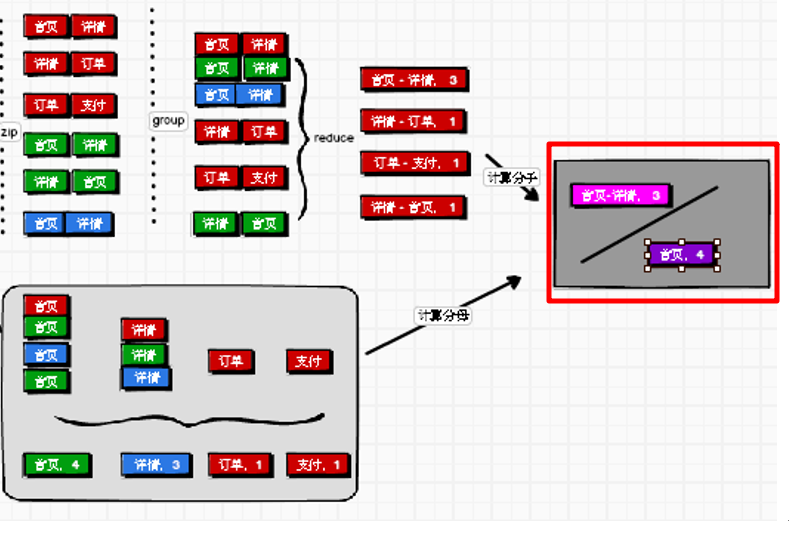 首页 详情
详情 订单
订单 支付
zip
首页 详情
详情 首页
首页 详情
group
首页 详情
首页 详情
首页 详情
详情 订单
订单 支付
详情 首页
reduce
首页 - 详情, 3
详情 - 订单, 1
订单 - 支付, 1
详情 - 首页, 1
计算分子
首页-详情, 3
首页, 4
首页
首页
首页
首页
详情
详情
详情
订单
支付
计算分母
首页, 4
详情, 3
订单, 1
支付, 1